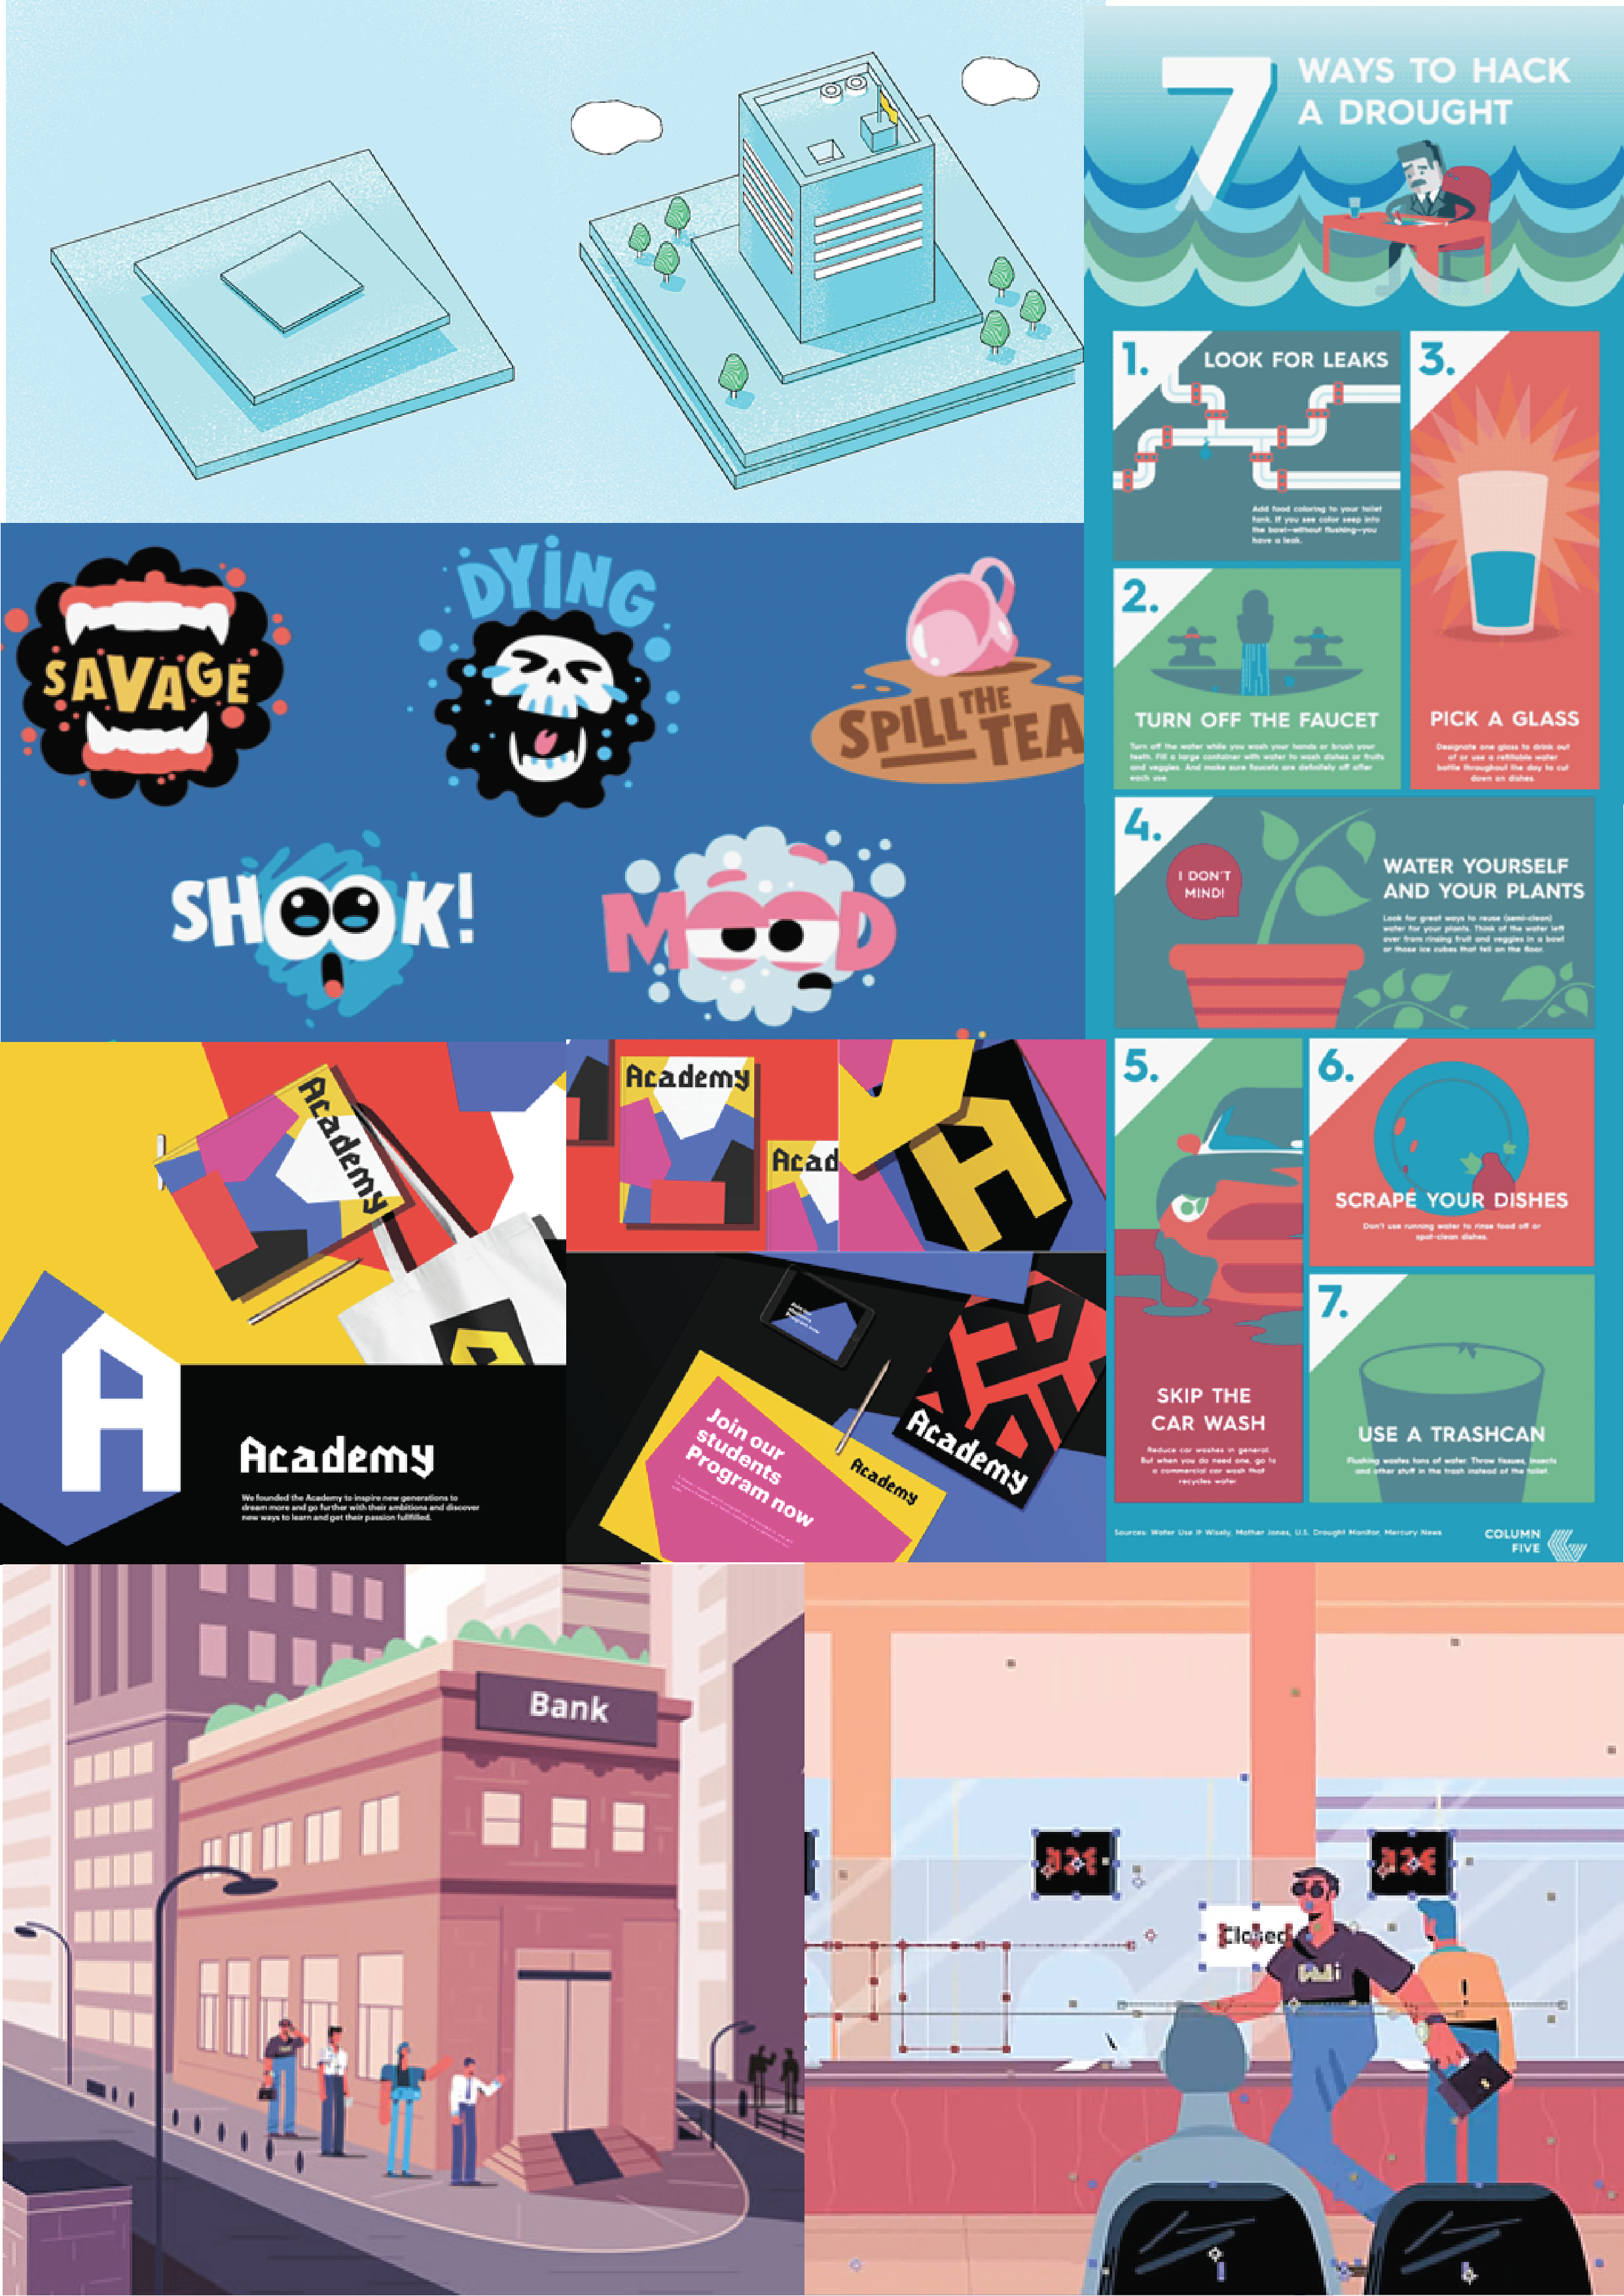 7
WAYS TO HACK
A DROUGHT
1.
LOOK FOR LEAKS
Add food coloring to your toilet
tank. If you see color seep into
the bowl—without flushing—you
have a leak.
3.
PICK A GLASS
Designate one glass to drink out
of or use a refillable water
bottle throughout the day to cut
down on dishes.
2.
TURN OFF THE FAUCET
Turn off the water while you wash your hands or brush your
teeth. Fill a large container with water to wash dishes or fruits
and veggies. And make sure faucets are definitely off after
each use.
4.
I DON'T
MIND!
WATER YOURSELF
AND YOUR PLANTS
Look for great ways to reuse (semi-clean)
water for your plants. Think of the water left
over from rinsing fruit and veggies in a bowl
or those ice cubes that fell on the floor.
5.
SKIP THE
CAR WASH
Reduce car washes in general.
But when you do need one, go to
a commercial car wash that
recycles water.
6.
SCRAPE YOUR DISHES
Don't use running water to rinse food off or
spot-clean dishes.
7.
USE A TRASHCAN
Flushing wastes tons of water. Throw tissues, insects
and other stuff in the trash instead of the toilet.
Sources: Water Use It Wisely, Mother Jones, U.S. Drought Monitor, Mercury News
COLUMN
FIVE
SAVAGE
DYING
SPILL THE
TEA
SHOOK!
MOOD
Academy
Academy
Acad
A
A
Academy
We founded the Academy to inspire new generations to
dream more and go further with their ambitions and discover
new ways to learn and get their passion fullfilled.
Join our
students
Program now
Join our
students
Program now
Academy
Academy
Bank
Closed